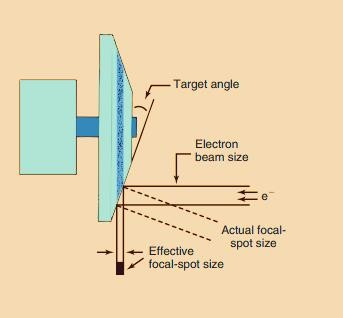 Target angle
Electron
beam size
e⁻
Actual focal-
spot size
Effective
focal-spot size